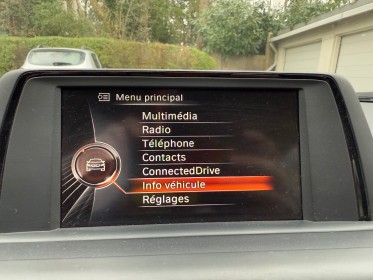 Menu principal
Multimédia
Radio
Téléphone
Contacts
ConnectedDrive
Info véhicule
Réglages